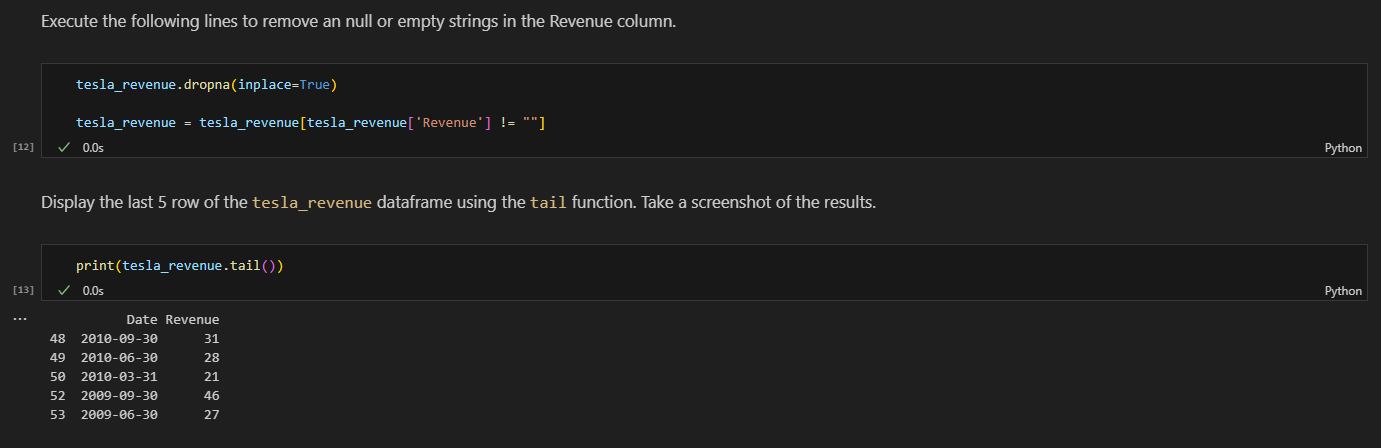 Execute the following lines to remove an null or empty strings in the Revenue column.
tesla_revenue.dropna(inplace=True)
tesla_revenue = tesla_revenue[tesla_revenue['Revenue'] != ""]
[12] ✓ 0.0s Python
Display the last 5 row of the tesla_revenue dataframe using the tail function. Take a screenshot of the results.
print(tesla_revenue.tail())
[13] ✓ 0.0s Python
... Date Revenue
48 2010-09-30 31
49 2010-06-30 28
50 2010-03-31 21
52 2009-09-30 46
53 2009-06-30 27